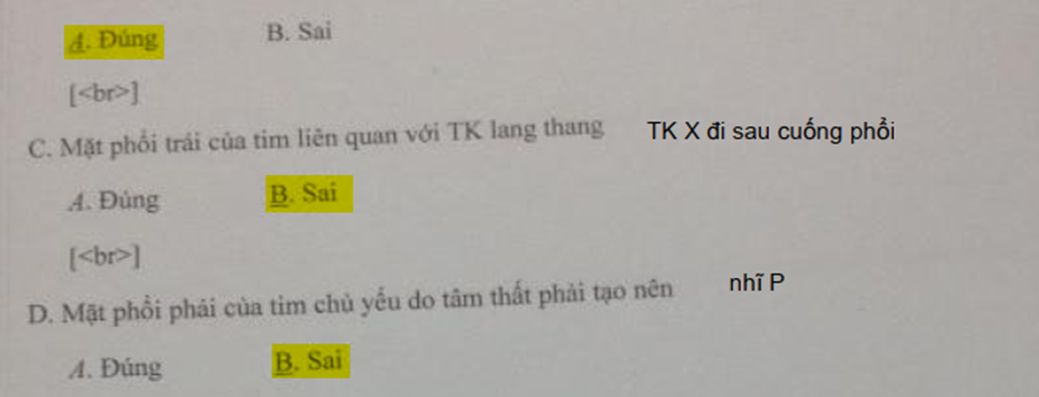 A. Đúng B. Sai
[<br>]
C. Mặt phổi trái của tim liên quan với TK lang thang TK X đi sau cuống phổi
A. Đúng B. Sai
[<br>]
D. Mặt phổi phải của tim chủ yếu do tâm thất phải tạo nên nhĩ P
A. Đúng B. Sai